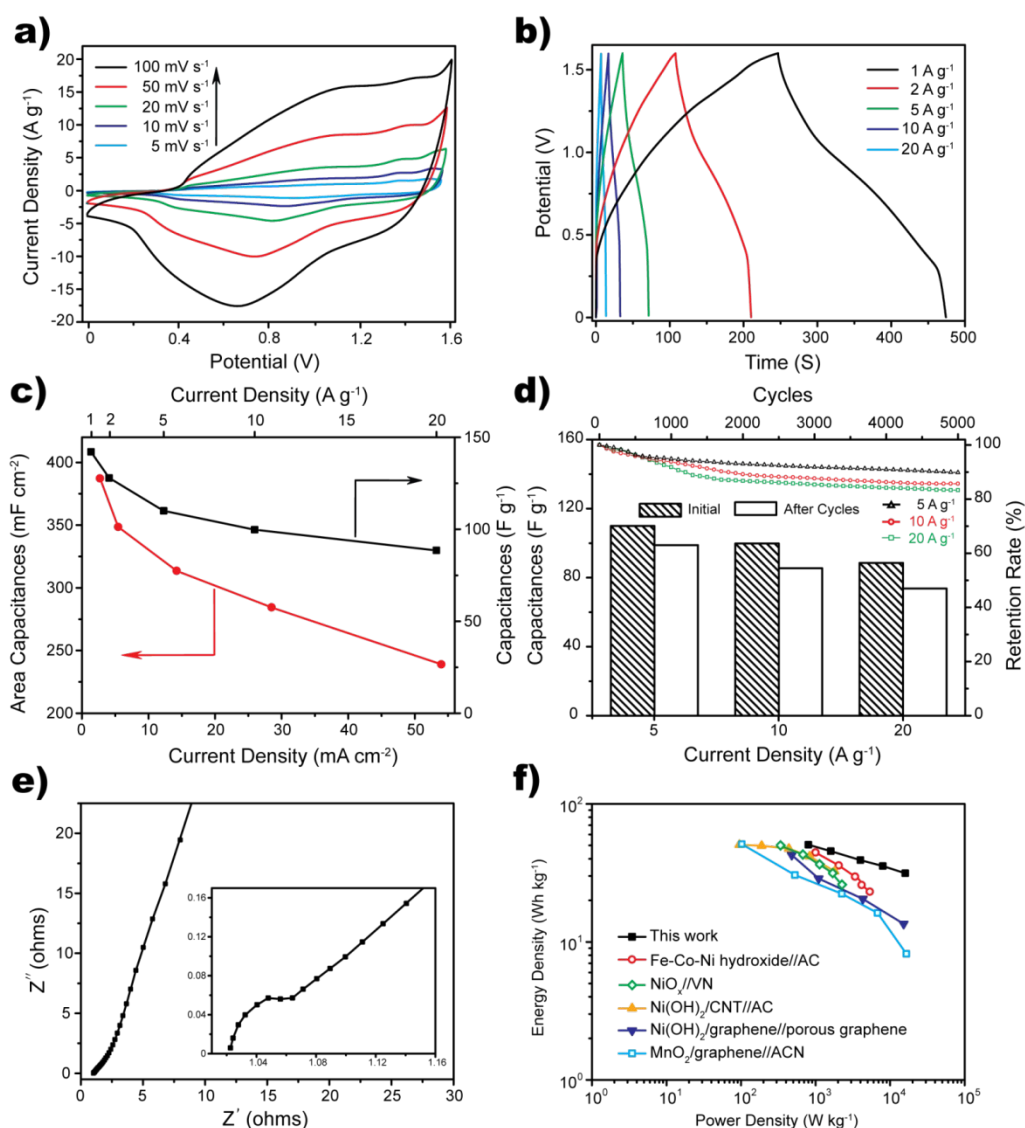 a)
20
15
10
5
0
-5
-10
-15
-20
Current Density (A g⁻¹)
100 mV s⁻¹
50 mV s⁻¹
20 mV s⁻¹
10 mV s⁻¹
5 mV s⁻¹
0 0.4 0.8 1.2 1.6
Potential (V)
b)
1.5
1.0
0.5
0
Potential (V)
1 A g⁻¹
2 A g⁻¹
5 A g⁻¹
10 A g⁻¹
20 A g⁻¹
0 100 200 300 400 500
Time (S)
c)
Current Density (A g⁻¹)
1 2 5 10 20
400
350
300
250
200
Area Capacitances (mF cm⁻²)
150
100
50
0
Capacitances (F g⁻¹)
0 10 20 30 40 50
Current Density (mA cm⁻²)
d)
Cycles
0 1000 2000 3000 4000 5000
160
120
80
40
0
Capacitances (F g⁻¹)
Initial After Cycles
5 A g⁻¹
10 A g⁻¹
20 A g⁻¹
100
80
60
40
20
0
Retention Rate (%)
5 10 20
Current Density (A g⁻¹)
e)
20
15
10
5
0
Z'' (ohms)
0.16
0.12
0.08
0.04
0
1.04 1.08 1.12 1.16
0 5 10 15 20 25 30
Z' (ohms)
f)
10²
10¹
10⁰
Energy Density (Wh kg⁻¹)
This work
Fe-Co-Ni hydroxide//AC
NiOₓ//VN
Ni(OH)₂/CNT//AC
Ni(OH)₂/graphene//porous graphene
MnO₂/graphene//ACN
10⁰ 10¹ 10² 10³ 10⁴ 10⁵
Power Density (W kg⁻¹)